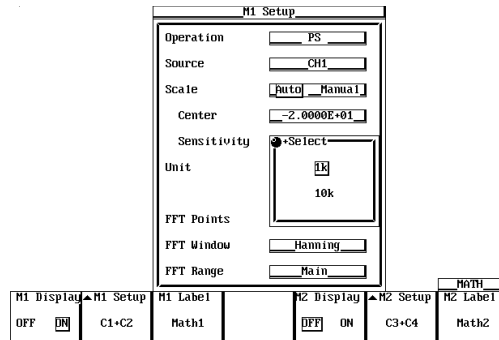 M1 Setup
Operation PS
Source CH1
Scale Auto Manual
Center -2.0000E+01
Sensitivity +Select
Unit 1k
10k
FFT Points
FFT Window Hanning
FFT Range Main
MATH
M1 Display M1 Setup M1 Label M2 Display M2 Setup M2 Label
OFF ON C1+C2 Math1 OFF ON C3+C4 Math2